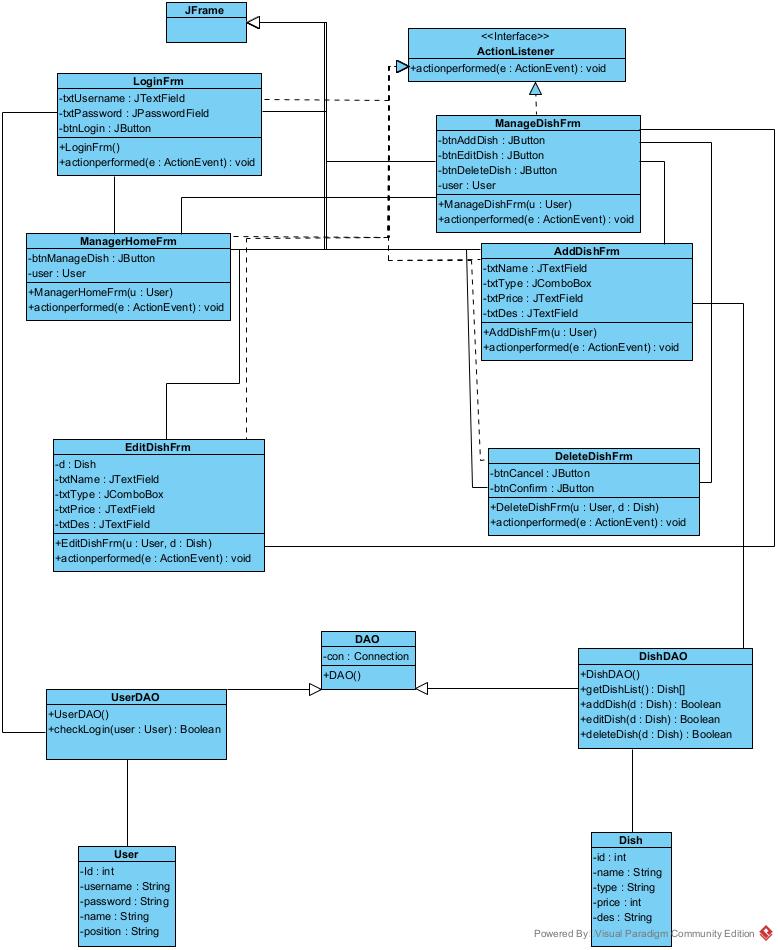 JFrame
<<Interface>>
ActionListener
+actionperformed(e : ActionEvent) : void
LoginFrm
-txtUsername : JTextField
-txtPassword : JPasswordField
-btnLogin : JButton
+LoginFrm()
+actionperformed(e : ActionEvent) : void
ManageDishFrm
-btnAddDish : JButton
-btnEditDish : JButton
-btnDeleteDish : JButton
-user : User
+ManageDishFrm(u : User)
+actionperformed(e : ActionEvent) : void
ManagerHomeFrm
-btnManageDish : JButton
-user : User
+ManagerHomeFrm(u : User)
+actionperformed(e : ActionEvent) : void
AddDishFrm
-txtName : JTextField
-txtType : JComboBox
-txtPrice : JTextField
-txtDes : JTextField
+AddDishFrm(u : User)
+actionperformed(e : ActionEvent) : void
EditDishFrm
-d : Dish
-txtName : JTextField
-txtType : JComboBox
-txtPrice : JTextField
-txtDes : JTextField
+EditDishFrm(u : User, d : Dish)
+actionperformed(e : ActionEvent) : void
DeleteDishFrm
-btnCancel : JButton
-btnConfirm : JButton
+DeleteDishFrm(u : User, d : Dish)
+actionperformed(e : ActionEvent) : void
DAO
-con : Connection
+DAO()
DishDAO
+DishDAO()
+getDishList() : Dish[]
+addDish(d : Dish) : Boolean
+editDish(d : Dish) : Boolean
+deleteDish(d : Dish) : Boolean
UserDAO
+UserDAO()
+checkLogin(user : User) : Boolean
User
-Id : int
-username : String
-password : String
-name : String
-position : String
Dish
-id : int
-name : String
-type : String
-price : int
-des : String
Powered By Visual Paradigm Community Edition